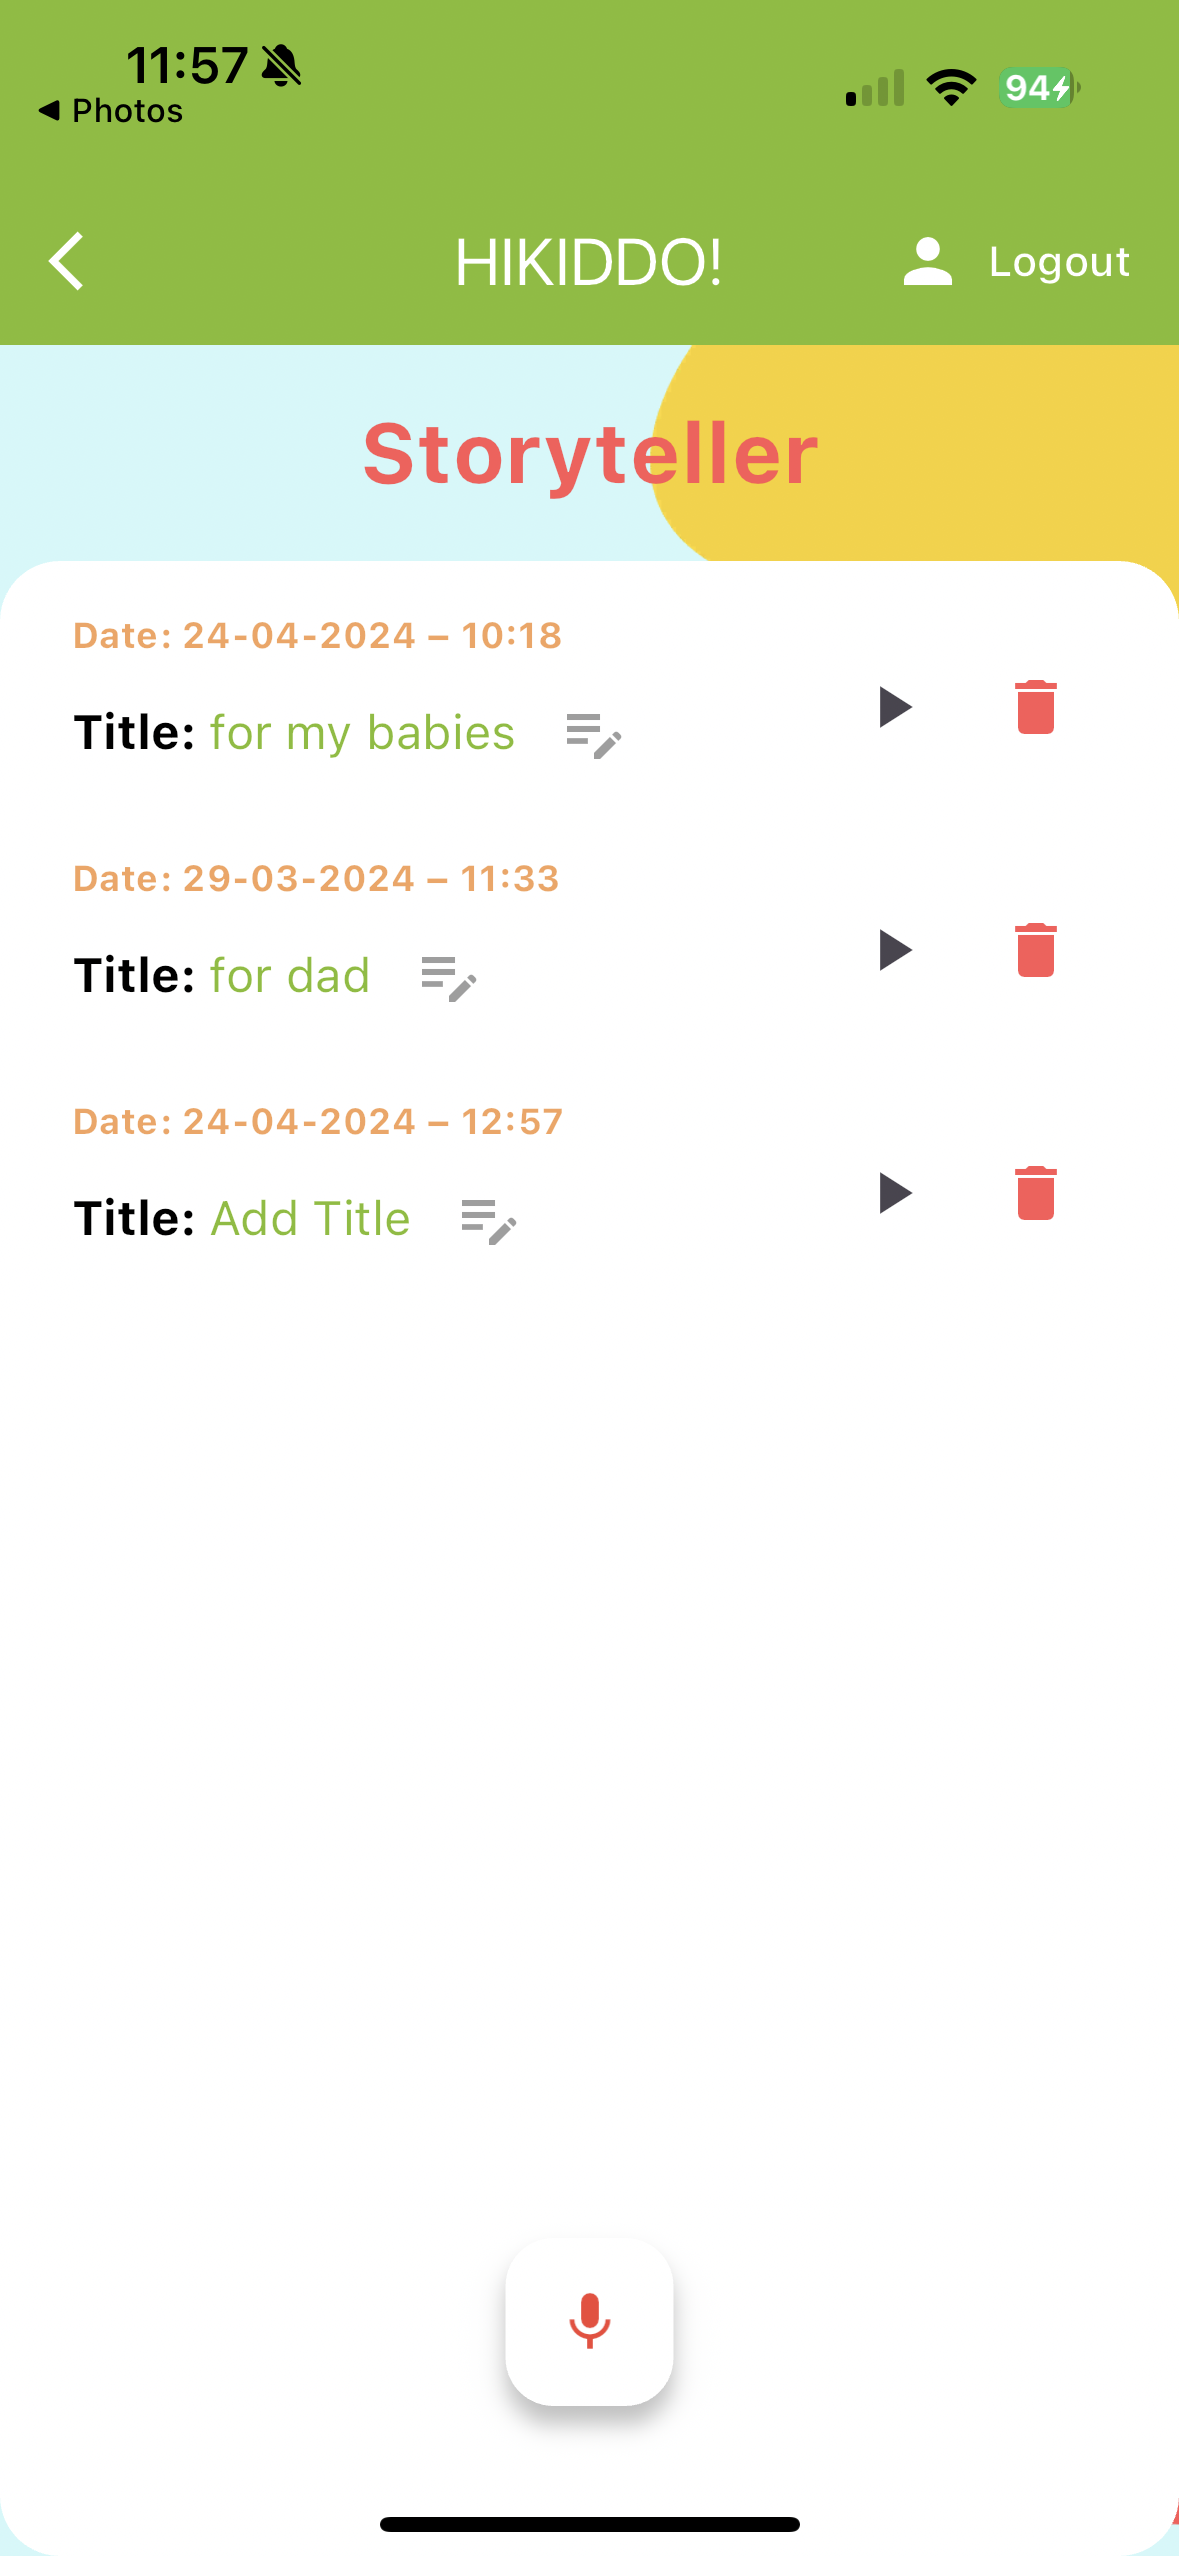 11:57
Photos
94
HIKIDDO!
Logout
Storyteller
Date: 24-04-2024 – 10:18
Title: for my babies
Date: 29-03-2024 – 11:33
Title: for dad
Date: 24-04-2024 – 12:57
Title: Add Title